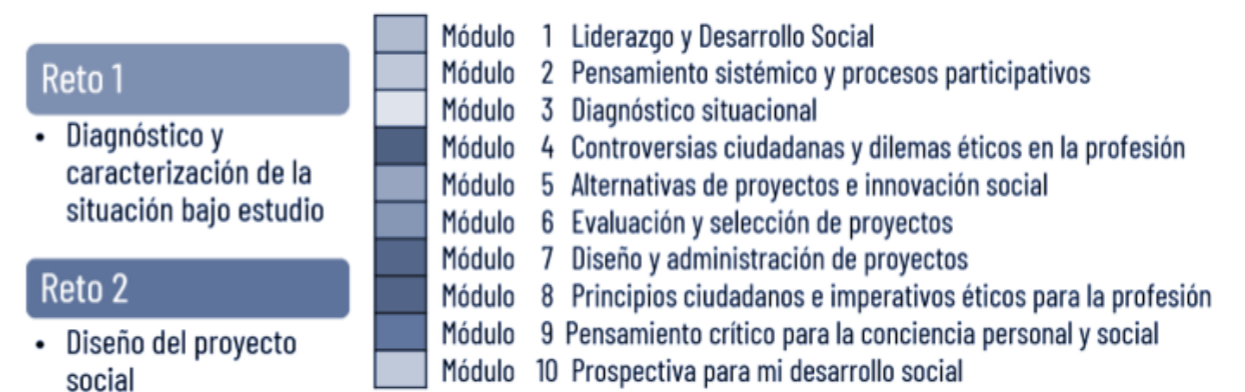 Reto 1
• Diagnóstico y
caracterización de la
situación bajo estudio
Reto 2
• Diseño del proyecto
social
Módulo 1 Liderazgo y Desarrollo Social
Módulo 2 Pensamiento sistémico y procesos participativos
Módulo 3 Diagnóstico situacional
Módulo 4 Controversias ciudadanas y dilemas éticos en la profesión
Módulo 5 Alternativas de proyectos e innovación social
Módulo 6 Evaluación y selección de proyectos
Módulo 7 Diseño y administración de proyectos
Módulo 8 Principios ciudadanos e imperativos éticos para la profesión
Módulo 9 Pensamiento crítico para la conciencia personal y social
Módulo 10 Prospectiva para mi desarrollo social